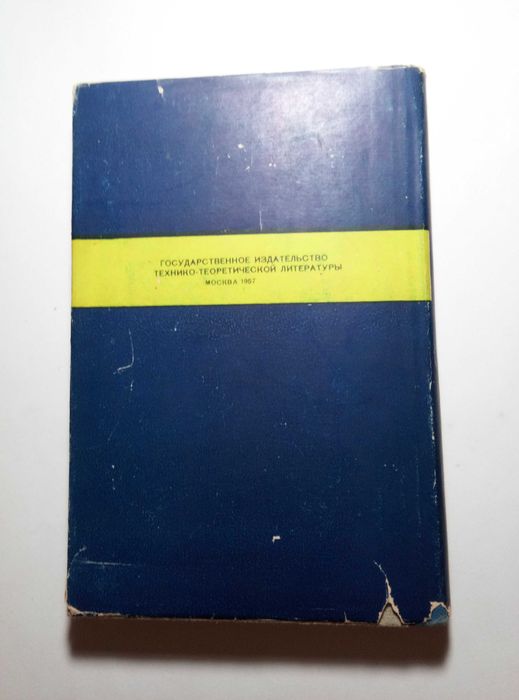 ГОСУДАРСТВЕННОЕ ИЗДАТЕЛЬСТВО
ТЕХНИКО-ТЕОРЕТИЧЕСКОЙ ЛИТЕРАТУРЫ
МОСКВА 1957